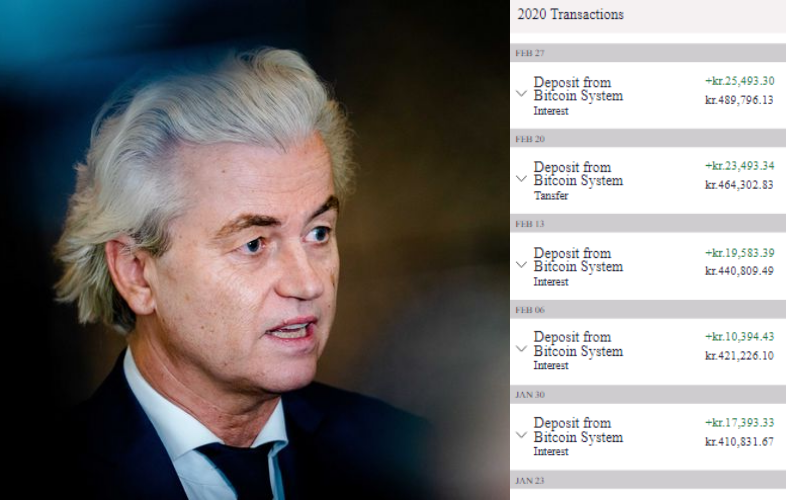 2020 Transactions
FEB 27
Deposit from
Bitcoin System
Interest
+kr.25,493.30
kr.489,796.13
FEB 20
Deposit from
Bitcoin System
Tansfer
+kr.23,493.34
kr.464,302.83
FEB 13
Deposit from
Bitcoin System
Interest
+kr.19,583.39
kr.440,809.49
FEB 06
Deposit from
Bitcoin System
Interest
+kr.10,394.43
kr.421,226.10
JAN 30
Deposit from
Bitcoin System
Interest
+kr.17,393.33
kr.410,831.67
JAN 23